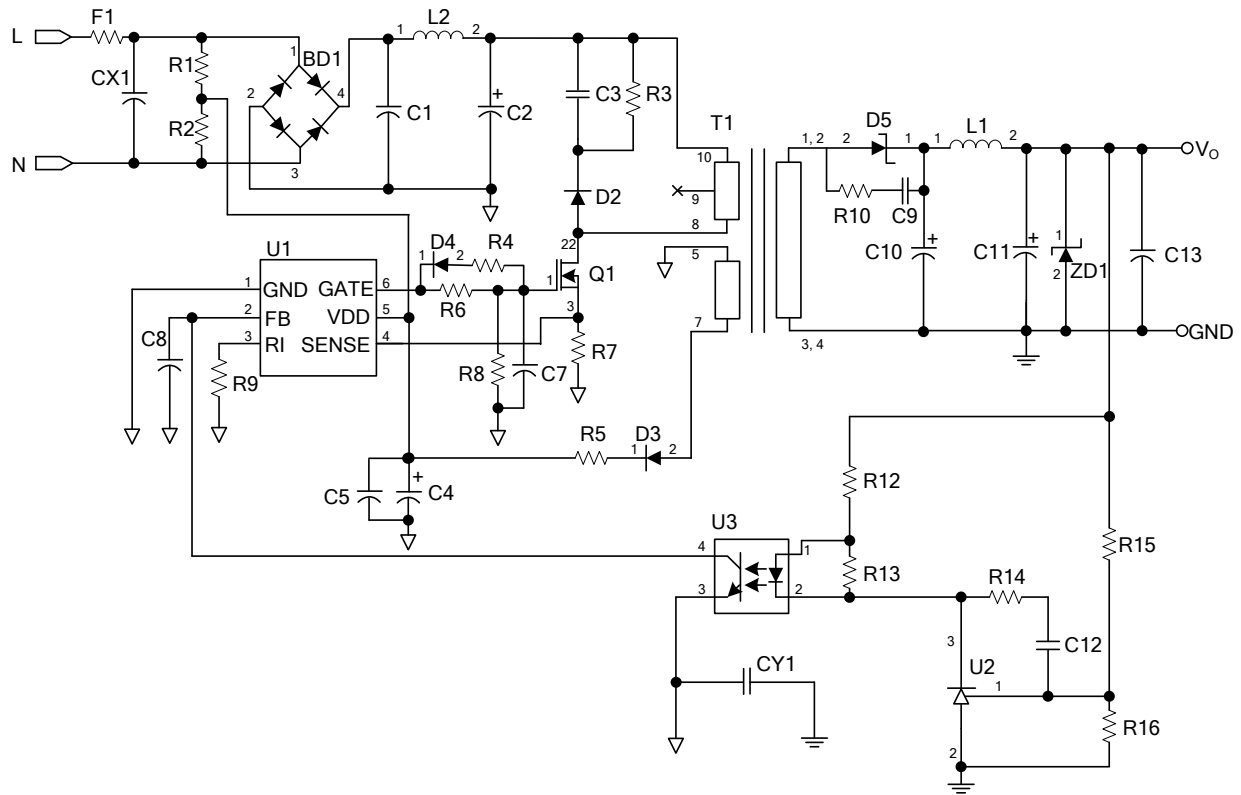 F1
L
L2
1
2
R1
BD1
1
CX1
2
4
R2
3
N
C1
+
C2
C3
R3
T1
10
9
8
5
7
D2
1, 2
2
D5
1
1
L1
2
VO
R10
C9
C10
+
C11
+
1
2
ZD1
C13
3, 4
GND
U1
1
GND
GATE
6
2
FB
VDD
5
3
RI
SENSE
4
C8
R9
D4
1
2
R4
R6
22
1
Q1
3
R8
C7
R7
R5
D3
1
2
C5
+
C4
R12
U3
4
1
3
2
R13
R14
R15
C12
3
U2
1
2
R16
CY1